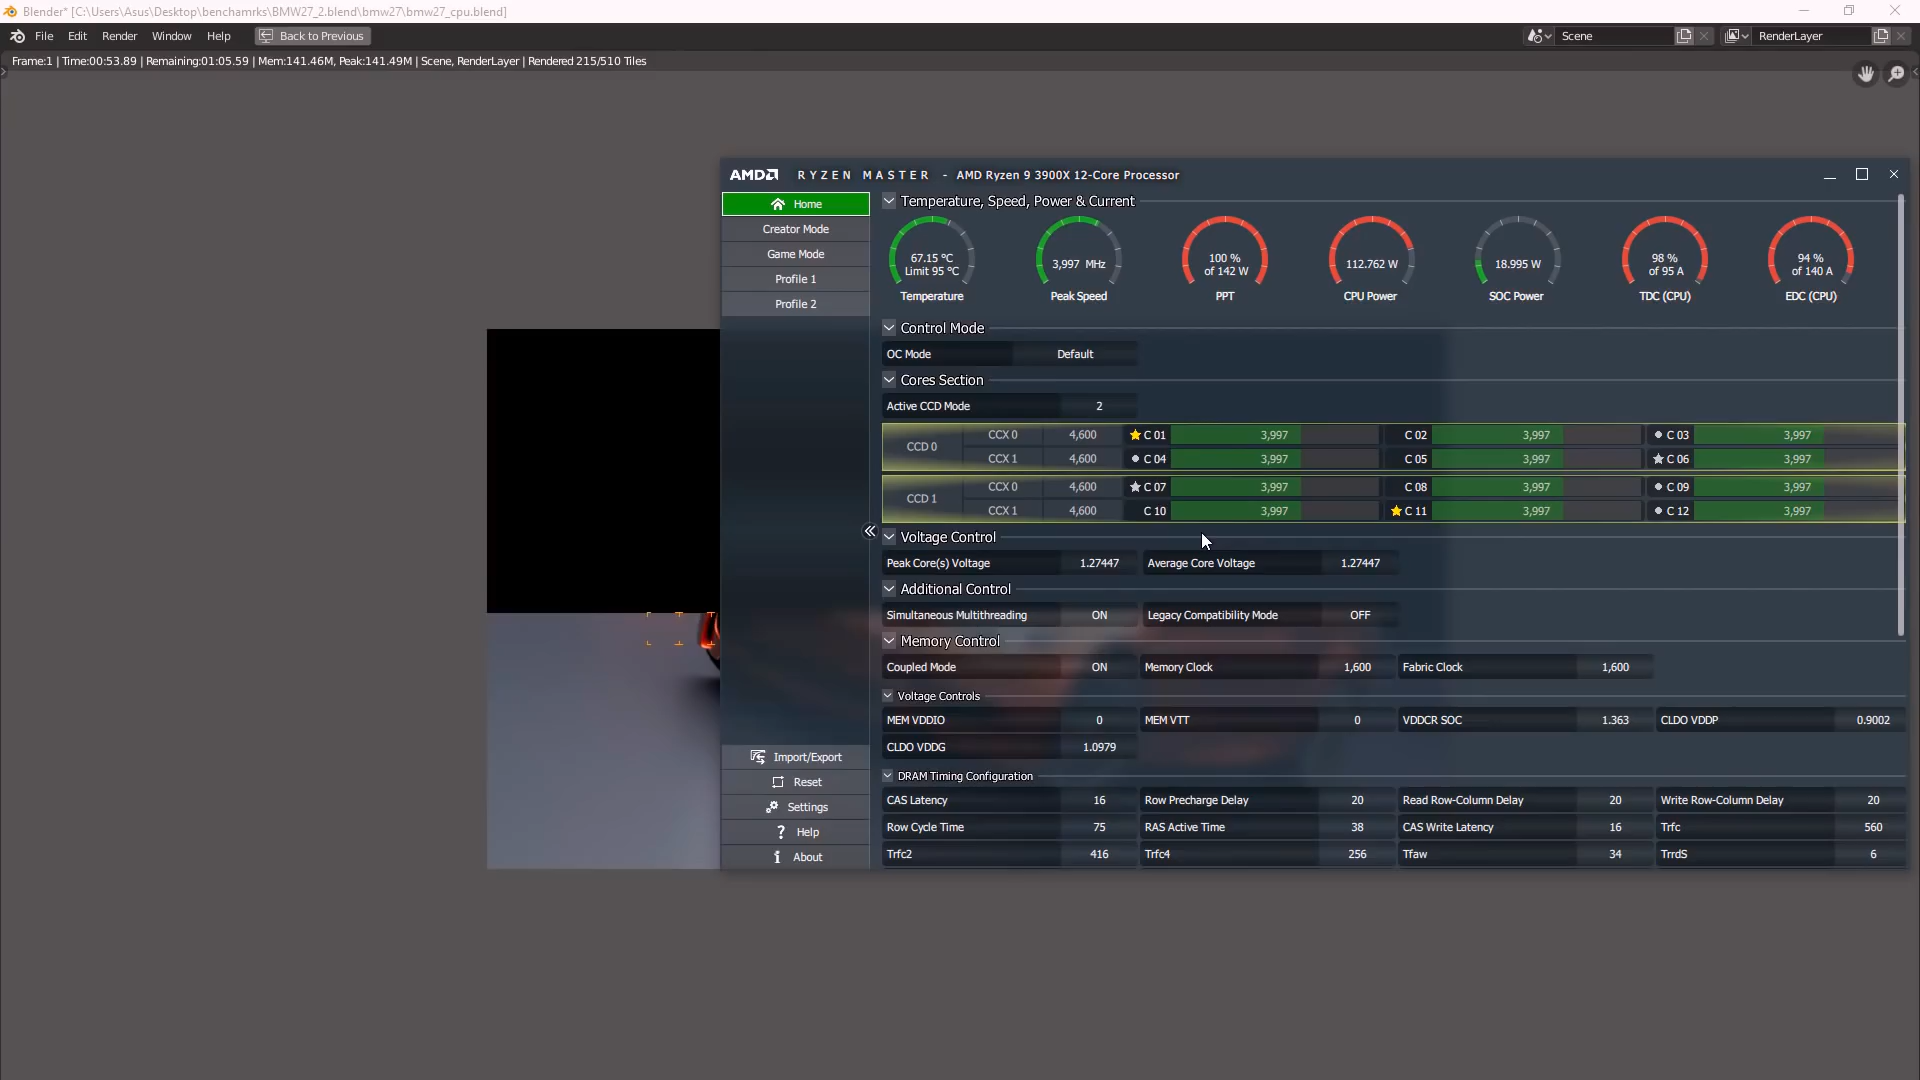 Blender* [C:\Users\Asus\Desktop\benchamrks\BMW27_2.blend\bmw27\bmw27_cpu.blend]
File Edit Render Window Help Back to Previous Scene RenderLayer
Frame:1 | Time:00:53.89 | Remaining:01:05.59 | Mem:141.46M, Peak:141.49M | Scene, RenderLayer | Rendered 215/510 Tiles
AMD RYZEN MASTER - AMD Ryzen 9 3900X 12-Core Processor
Home
Creator Mode
Game Mode
Profile 1
Profile 2
Import/Export
Reset
Settings
Help
About
Temperature, Speed, Power & Current
67.15 °C 3,997 MHz 100 % 112.762 W 18.995 W 98 % 94 %
Limit 95 °C of 142 W of 95 A of 140 A
Temperature Peak Speed PPT CPU Power SOC Power TDC (CPU) EDC (CPU)
Control Mode
OC Mode Default
Cores Section
Active CCD Mode 2
CCD 0
CCX 0 4,600 C 01 3,997 C 02 3,997 C 03 3,997
CCX 1 4,600 C 04 3,997 C 05 3,997 C 06 3,997
CCD 1
CCX 0 4,600 C 07 3,997 C 08 3,997 C 09 3,997
CCX 1 4,600 C 10 3,997 C 11 3,997 C 12 3,997
Voltage Control
Peak Core(s) Voltage 1.27447 Average Core Voltage 1.27447
Additional Control
Simultaneous Multithreading ON Legacy Compatibility Mode OFF
Memory Control
Coupled Mode ON Memory Clock 1,600 Fabric Clock 1,600
Voltage Controls
MEM VDDIO 0 MEM VTT 0 VDDCR SOC 1.363 CLDO VDDP 0.9002
CLDO VDDG 1.0979
DRAM Timing Configuration
CAS Latency 16 Row Precharge Delay 20 Read Row-Column Delay 20 Write Row-Column Delay 20
Row Cycle Time 75 RAS Active Time 38 CAS Write Latency 16 Trfc 560
Trfc2 416 Trfc4 256 Tfaw 34 TrrdS 6